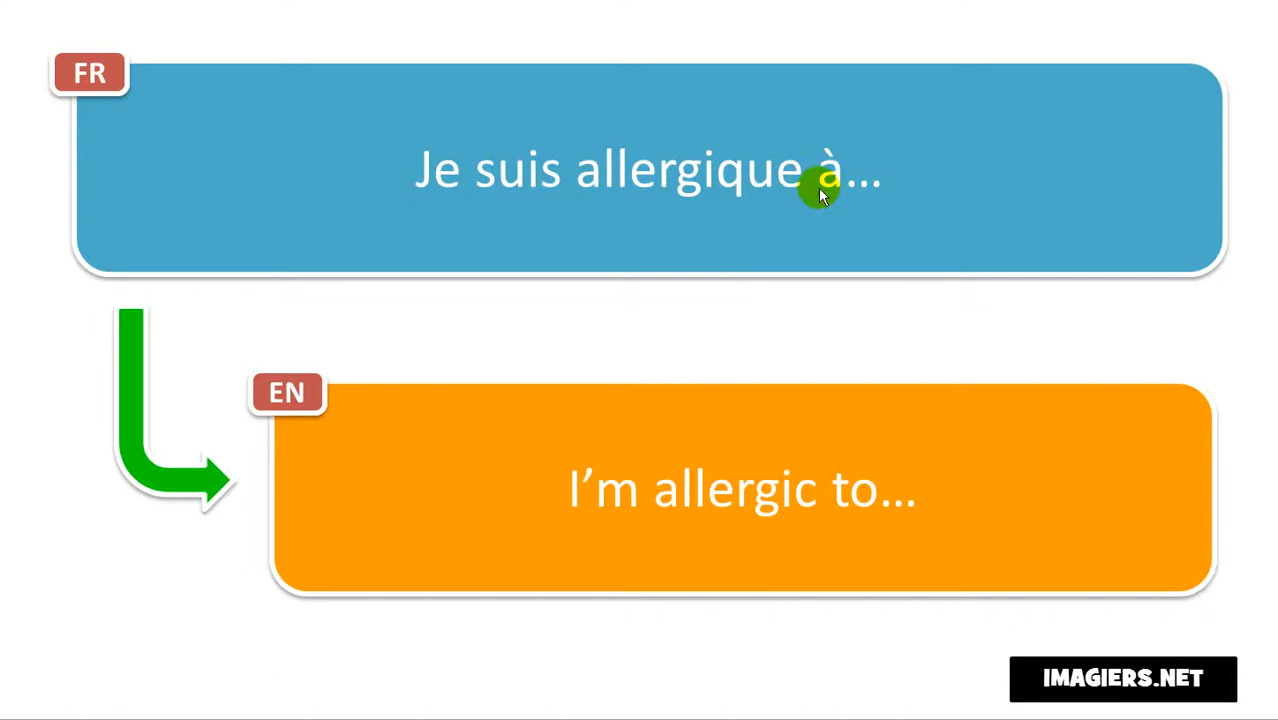 FR
Je suis allergique à…
EN
I’m allergic to…
IMAGIERS.NET